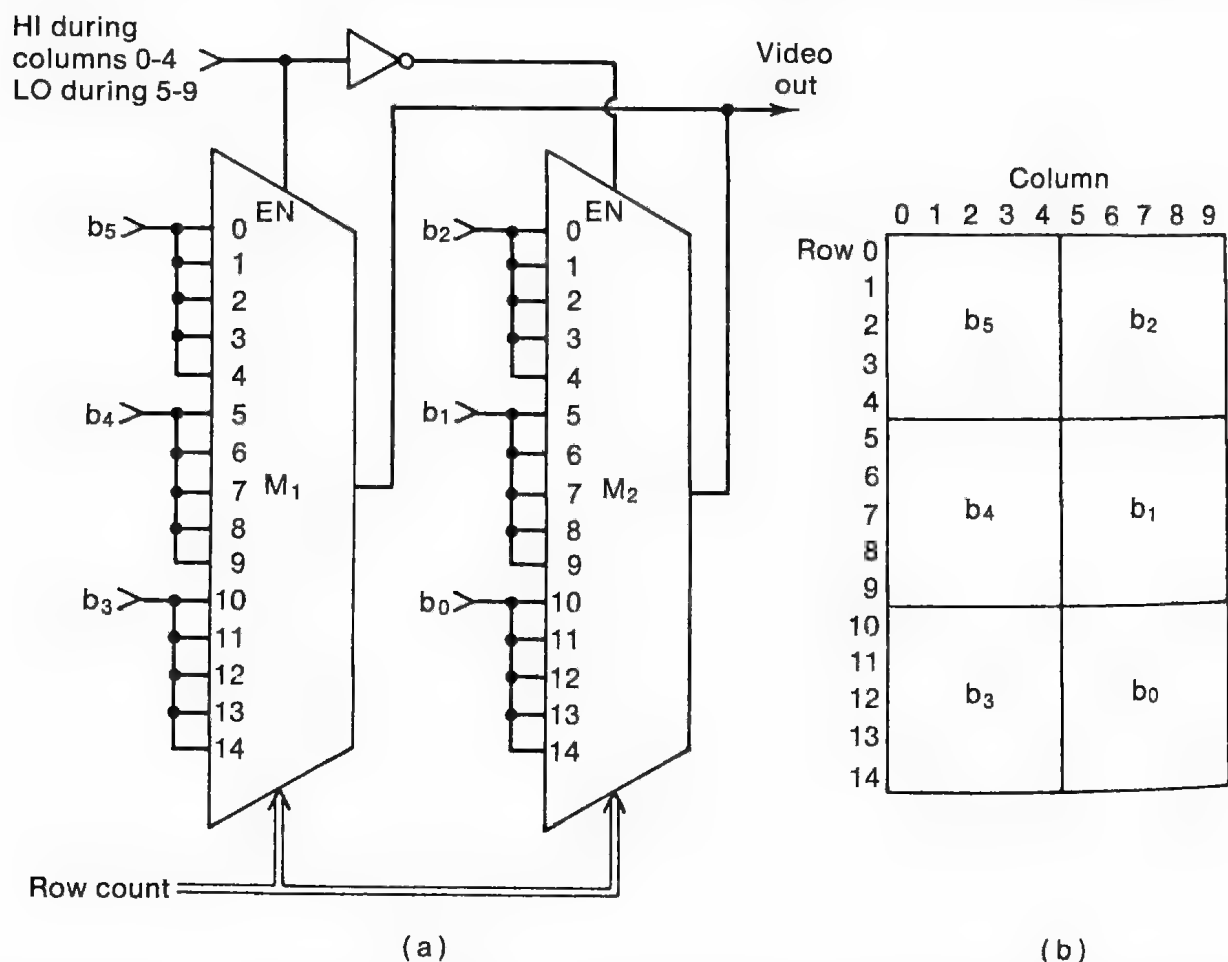 HI during
columns 0-4
LO during 5-9
Video
out
EN
b5
0
1
2
3
4
b4
5
6
7
8
9
M1
b3
10
11
12
13
14
EN
b2
0
1
2
3
4
b1
5
6
7
8
9
M2
b0
10
11
12
13
14
Row count
(a)
Column
0 1 2 3 4 5 6 7 8 9
Row 0
1
2 b5 b2
3
4
5
6
7 b4 b1
8
9
10
11
12 b3 b0
13
14
(b)